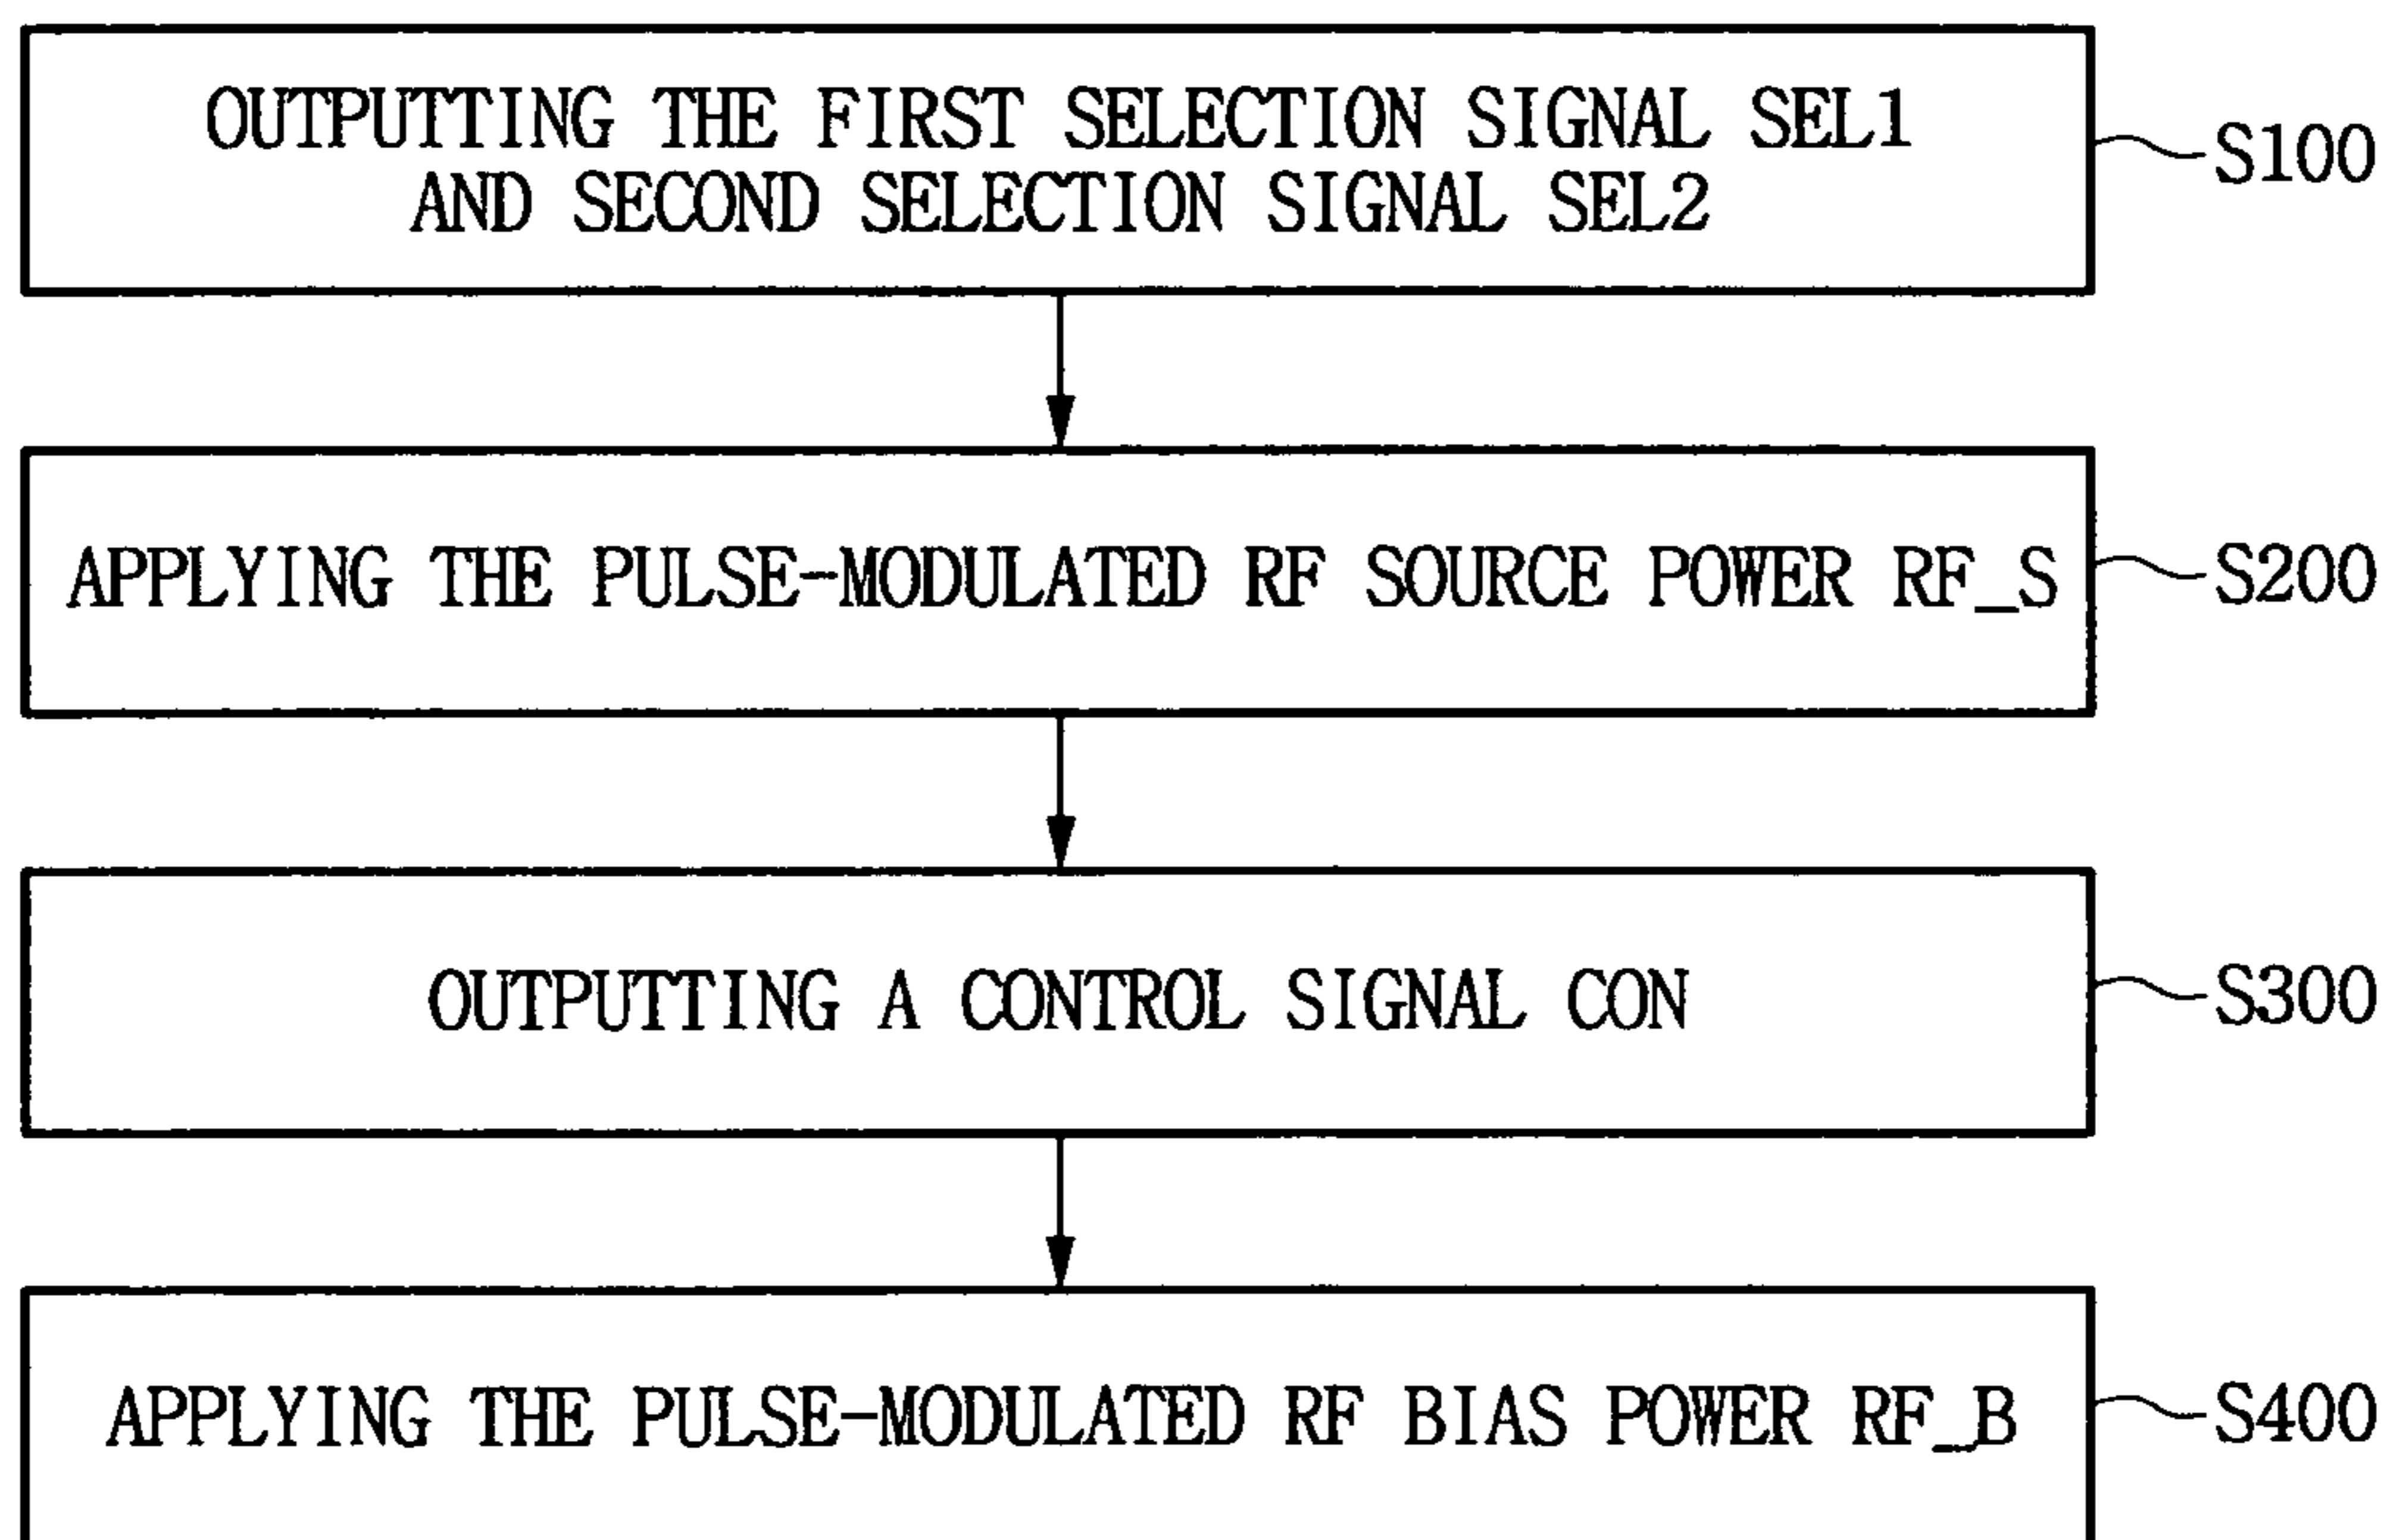 OUTPUTTING THE FIRST SELECTION SIGNAL SEL1
AND SECOND SELECTION SIGNAL SEL2
S100
APPLYING THE PULSE-MODULATED RF SOURCE POWER RF_S
S200
OUTPUTTING A CONTROL SIGNAL CON
S300
APPLYING THE PULSE-MODULATED RF BIAS POWER RF_B
S400